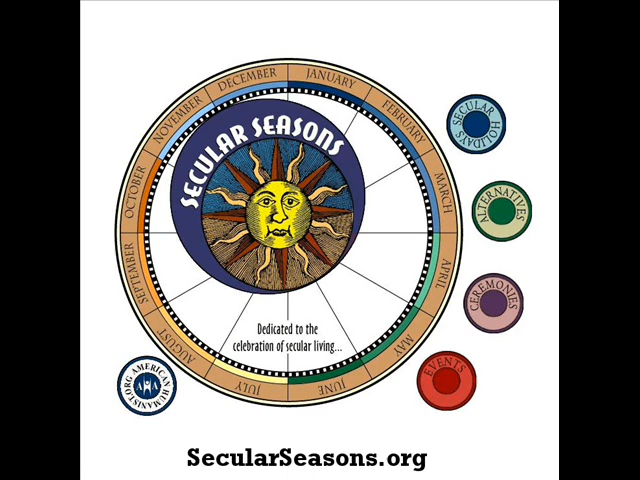 DECEMBER
JANUARY
FEBRUARY
MARCH
APRIL
MAY
JUNE
JULY
AUGUST
SEPTEMBER
OCTOBER
NOVEMBER
SECULAR SEASONS
Dedicated to the
celebration of secular living...
SECULAR HOLIDAYS
ALTERNATIVES
CEREMONIES
EVENTS
AMERICANHUMANIST.ORG
AHA
SecularSeasons.org